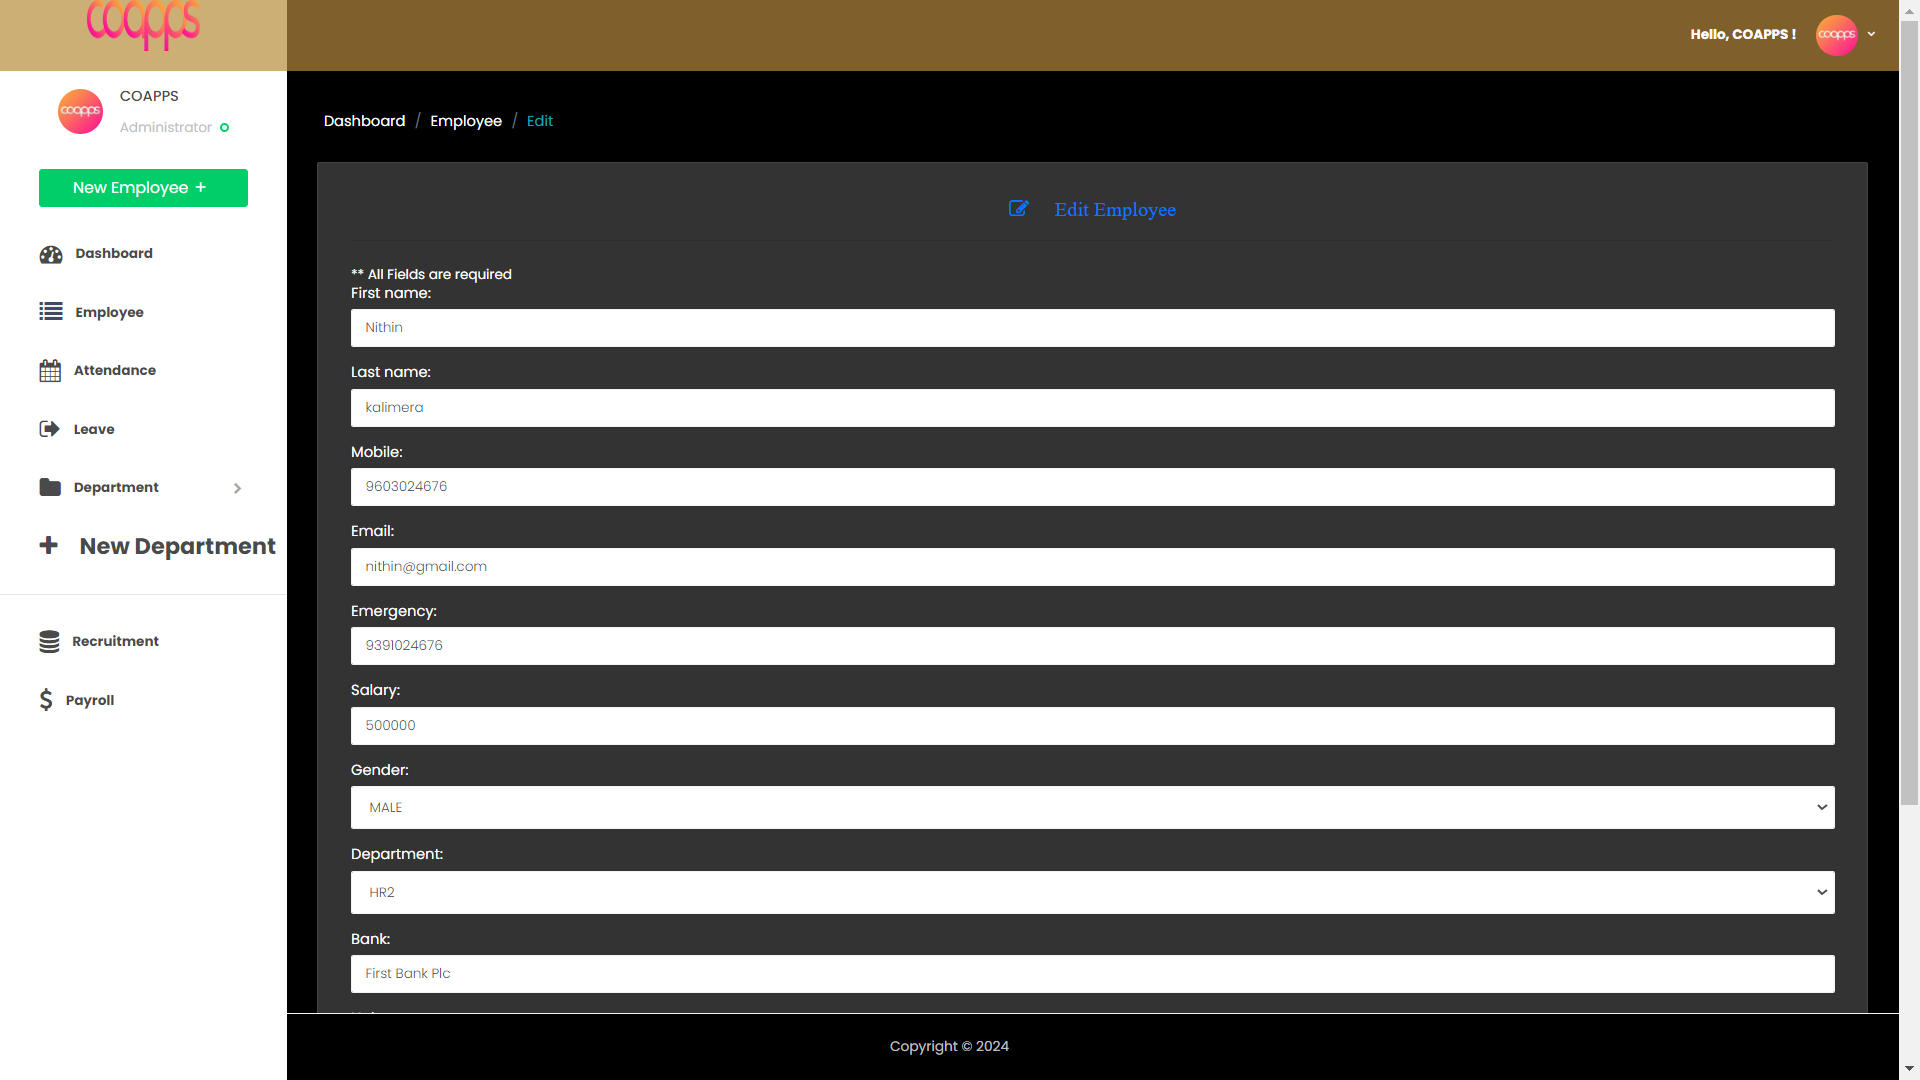 coapps
Hello, COAPPS !
coapps
coapps
COAPPS
Administrator
New Employee +
Dashboard
Employee
Attendance
Leave
Department
New Department
Recruitment
Payroll
Dashboard / Employee / Edit
Edit Employee
** All Fields are required
First name:
Nithin
Last name:
kalimera
Mobile:
9603024676
Email:
nithin@gmail.com
Emergency:
9391024676
Salary:
500000
Gender:
MALE
Department:
HR2
Bank:
First Bank Plc
Copyright © 2024